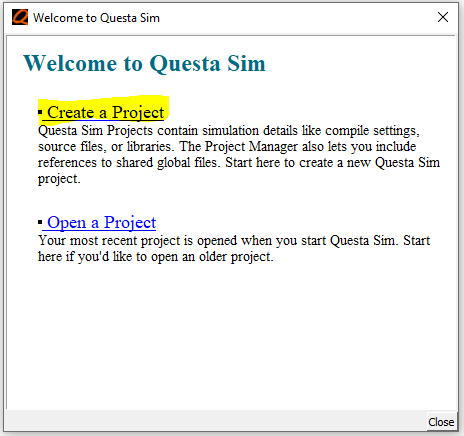 Welcome to Questa Sim
Welcome to Questa Sim
Create a Project
Questa Sim Projects contain simulation details like compile settings,
source files, or libraries. The Project Manager also lets you include
references to shared global files. Start here to create a new Questa Sim
project.
Open a Project
Your most recent project is opened when you start Questa Sim. Start
here if you'd like to open an older project.
Close